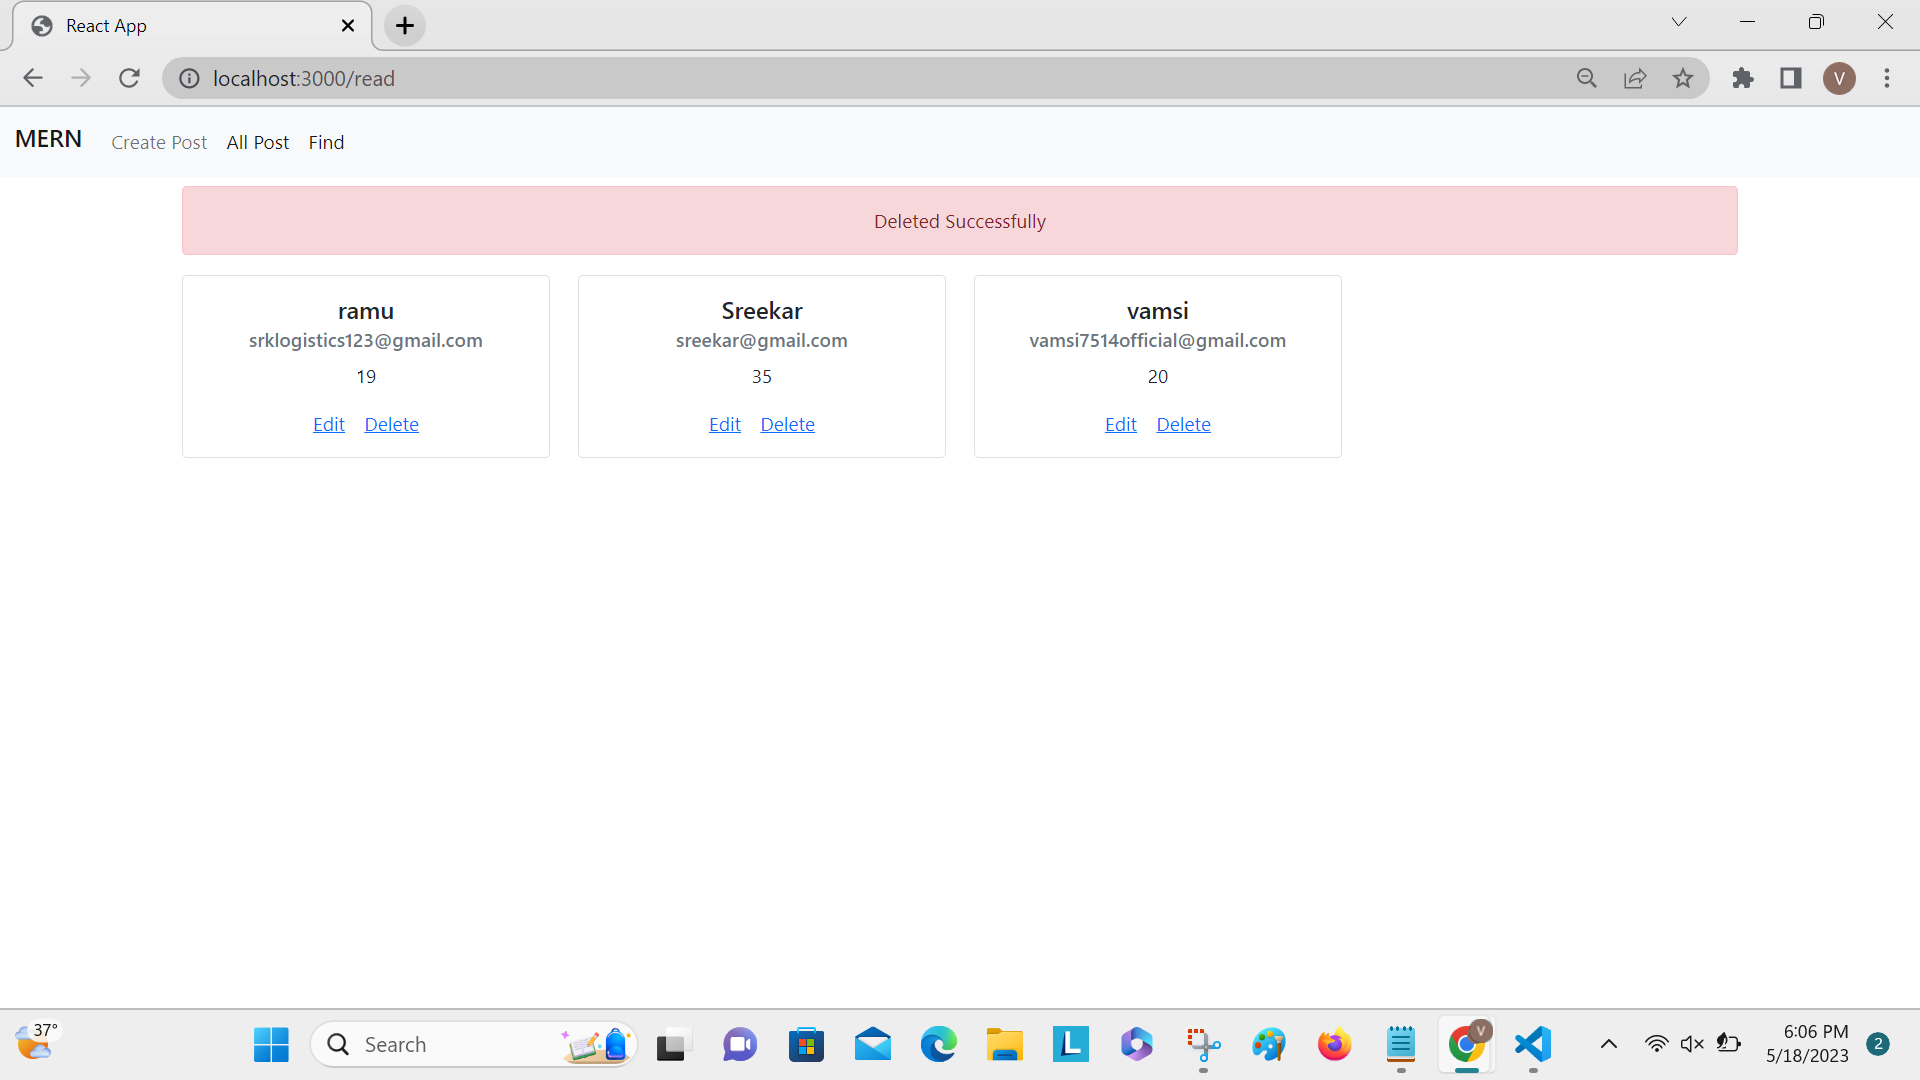 React App
localhost:3000/read
V
MERN Create Post All Post Find
Deleted Successfully
ramu
srklogistics123@gmail.com
19
Edit Delete
Sreekar
sreekar@gmail.com
35
Edit Delete
vamsi
vamsi7514official@gmail.com
20
Edit Delete
37°
Search
L
V
6:06 PM
5/18/2023
2